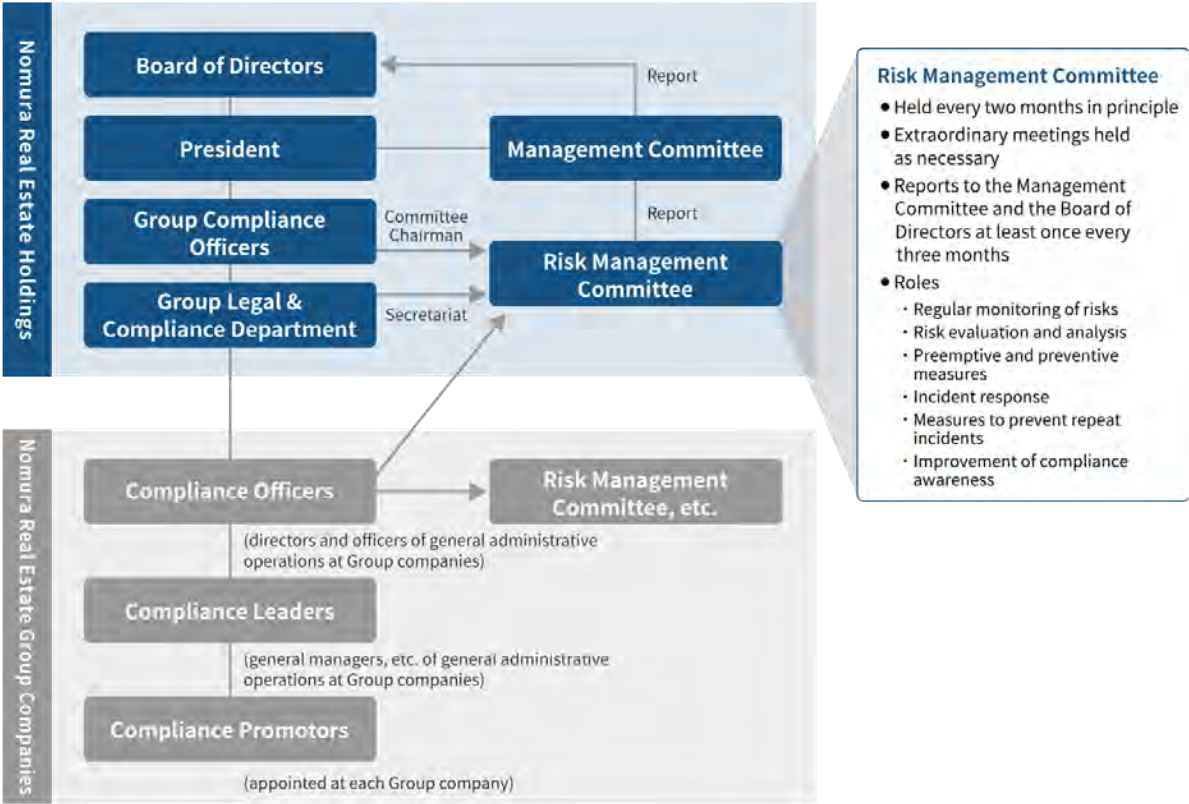 Nomura Real Estate Holdings
Board of Directors
Report
President
Management Committee
Group Compliance
Officers
Committee
Chairman
Report
Risk Management
Committee
Group Legal &
Compliance Department
Secretariat
Risk Management Committee
● Held every two months in principle
● Extraordinary meetings held
as necessary
● Reports to the Management
Committee and the Board of
Directors at least once every
three months
● Roles
・Regular monitoring of risks
・Risk evaluation and analysis
・Preemptive and preventive
measures
・Incident response
・Measures to prevent repeat
incidents
・Improvement of compliance
awareness
Nomura Real Estate Group Companies
Compliance Officers
Risk Management
Committee, etc.
(directors and officers of general administrative
operations at Group companies)
Compliance Leaders
(general managers, etc. of general administrative
operations at Group companies)
Compliance Promotors
(appointed at each Group company)